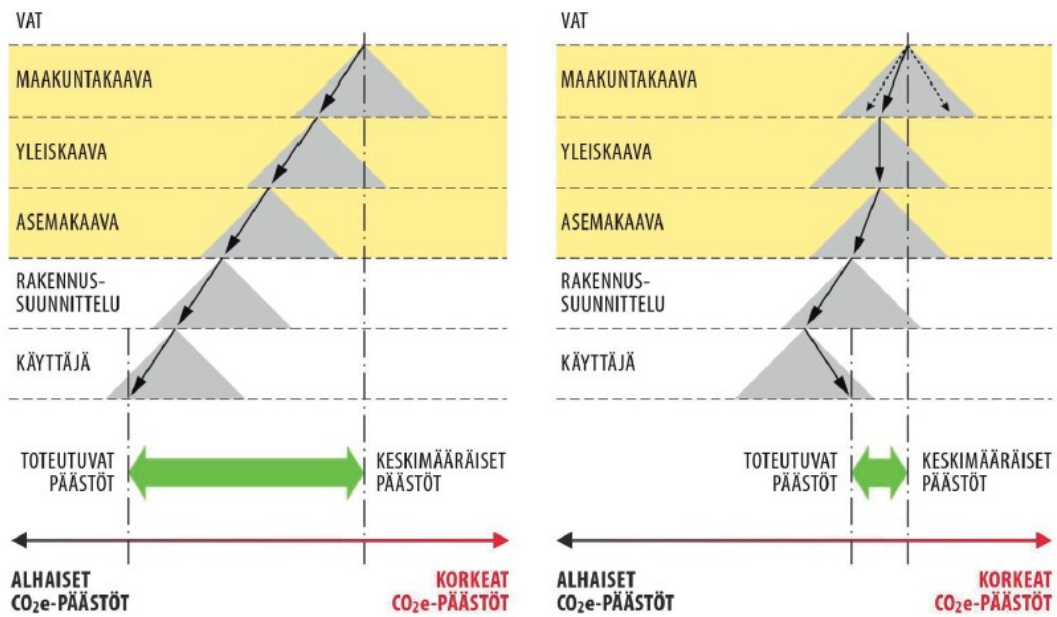 VAT
MAAKUNTAKAAVA
YLEISKAAVA
ASEMAKAAVA
RAKENNUS-
SUUNNITTELU
KÄYTTÄJÄ
TOTEUTUVAT
PÄÄSTÖT
KESKIMÄÄRÄISET
PÄÄSTÖT
ALHAISET
CO2e-PÄÄSTÖT
KORKEAT
CO2e-PÄÄSTÖT
VAT
MAAKUNTAKAAVA
YLEISKAAVA
ASEMAKAAVA
RAKENNUS-
SUUNNITTELU
KÄYTTÄJÄ
TOTEUTUVAT
PÄÄSTÖT
KESKIMÄÄRÄISET
PÄÄSTÖT
ALHAISET
CO2e-PÄÄSTÖT
KORKEAT
CO2e-PÄÄSTÖT